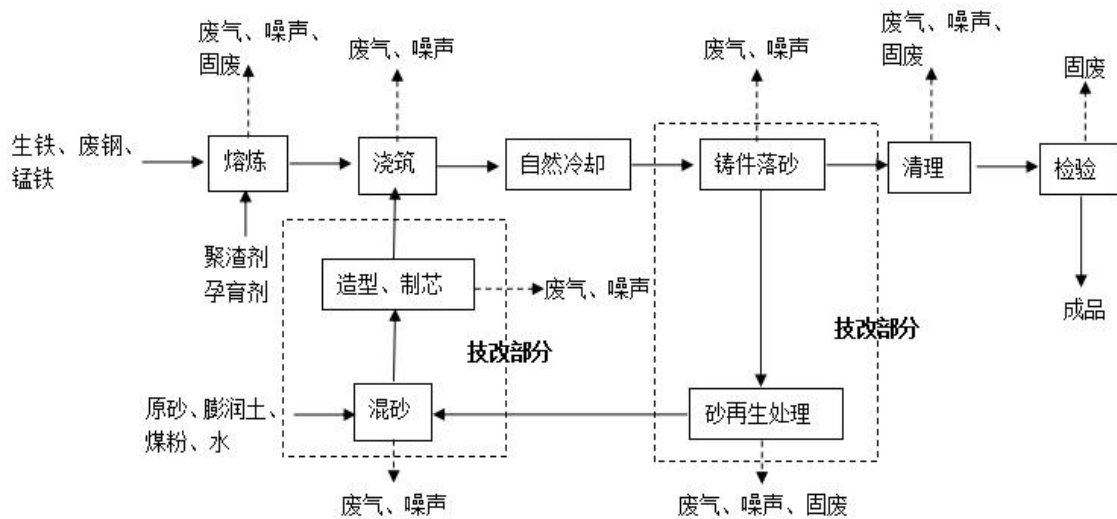 废气、噪声、
固废
废气、噪声
废气、噪声
废气、噪声、
固废
固废
生铁、废钢、
锰铁
熔炼
浇筑
自然冷却
铸件落砂
清理
检验
聚渣剂
孕育剂
造型、制芯
废气、噪声
成品
技改部分
技改部分
原砂、膨润土、
煤粉、水
混砂
砂再生处理
废气、噪声
废气、噪声、固废